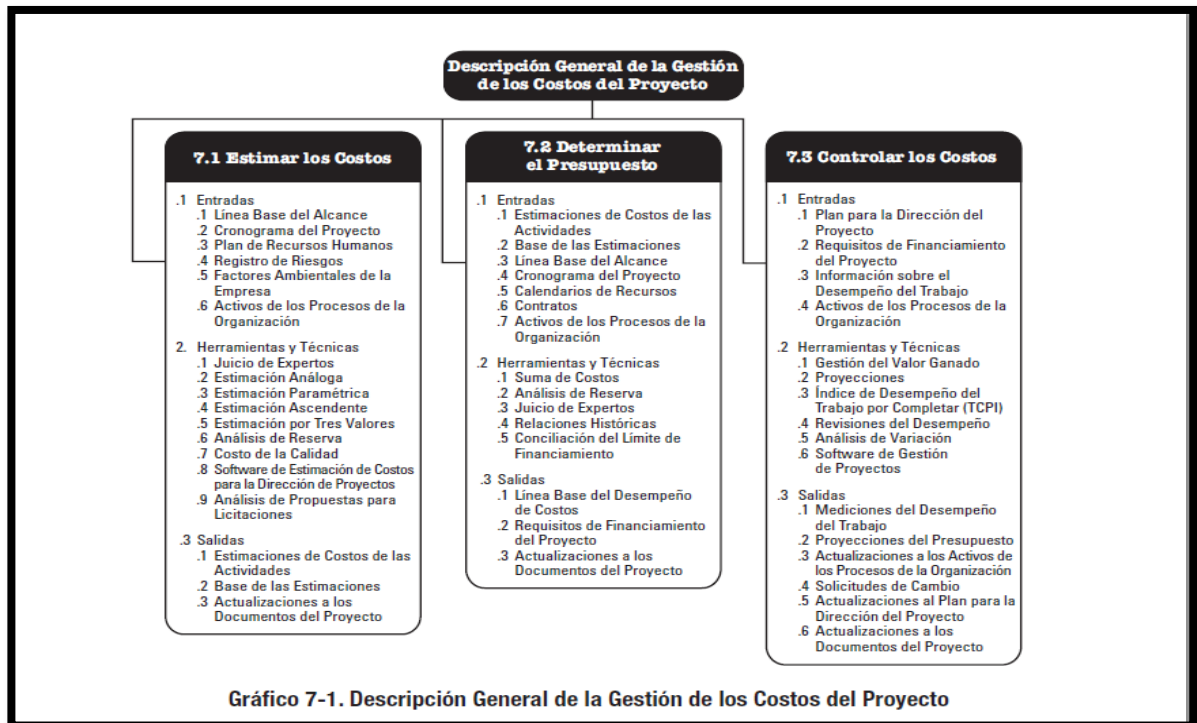 Descripción General de la Gestión
de los Costos del Proyecto
7.1 Estimar los Costos
.1 Entradas
.1 Línea Base del Alcance
.2 Cronograma del Proyecto
.3 Plan de Recursos Humanos
.4 Registro de Riesgos
.5 Factores Ambientales de la
Empresa
.6 Activos de los Procesos de la
Organización
2. Herramientas y Técnicas
.1 Juicio de Expertos
.2 Estimación Análoga
.3 Estimación Paramétrica
.4 Estimación Ascendente
.5 Estimación por Tres Valores
.6 Análisis de Reserva
.7 Costo de la Calidad
.8 Software de Estimación de Costos
para la Dirección de Proyectos
.9 Análisis de Propuestas para
Licitaciones
.3 Salidas
.1 Estimaciones de Costos de las
Actividades
.2 Base de las Estimaciones
.3 Actualizaciones a los
Documentos del Proyecto
7.2 Determinar
el Presupuesto
.1 Entradas
.1 Estimaciones de Costos de las
Actividades
.2 Base de las Estimaciones
.3 Línea Base del Alcance
.4 Cronograma del Proyecto
.5 Calendarios de Recursos
.6 Contratos
.7 Activos de los Procesos de la
Organización
.2 Herramientas y Técnicas
.1 Suma de Costos
.2 Análisis de Reserva
.3 Juicio de Expertos
.4 Relaciones Históricas
.5 Conciliación del Límite de
Financiamiento
.3 Salidas
.1 Línea Base del Desempeño
de Costos
.2 Requisitos de Financiamiento
del Proyecto
.3 Actualizaciones a los
Documentos del Proyecto
7.3 Controlar los Costos
.1 Entradas
.1 Plan para la Dirección del
Proyecto
.2 Requisitos de Financiamiento
del Proyecto
.3 Información sobre el
Desempeño del Trabajo
.4 Activos de los Procesos de la
Organización
.2 Herramientas y Técnicas
.1 Gestión del Valor Ganado
.2 Proyecciones
.3 Índice de Desempeño del
Trabajo por Completar (TCPI)
.4 Revisiones del Desempeño
.5 Análisis de Variación
.6 Software de Gestión
de Proyectos
.3 Salidas
.1 Mediciones del Desempeño
del Trabajo
.2 Proyecciones del Presupuesto
.3 Actualizaciones a los Activos de
los Procesos de la Organización
.4 Solicitudes de Cambio
.5 Actualizaciones al Plan para la
Dirección del Proyecto
.6 Actualizaciones a los
Documentos del Proyecto
Gráfico 7-1. Descripción General de la Gestión de los Costos del Proyecto